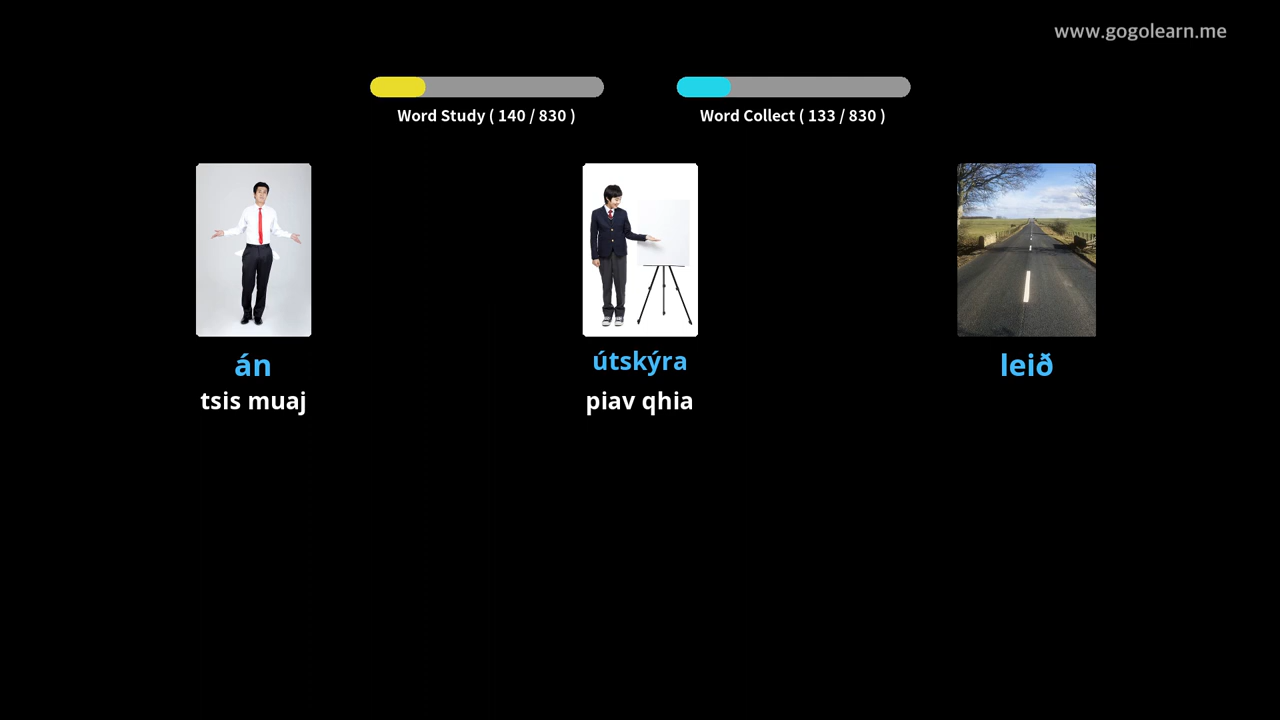 www.gogolearn.me
Word Study ( 140 / 830 )
Word Collect ( 133 / 830 )
án
útskýra
leið
tsis muaj
piav qhia